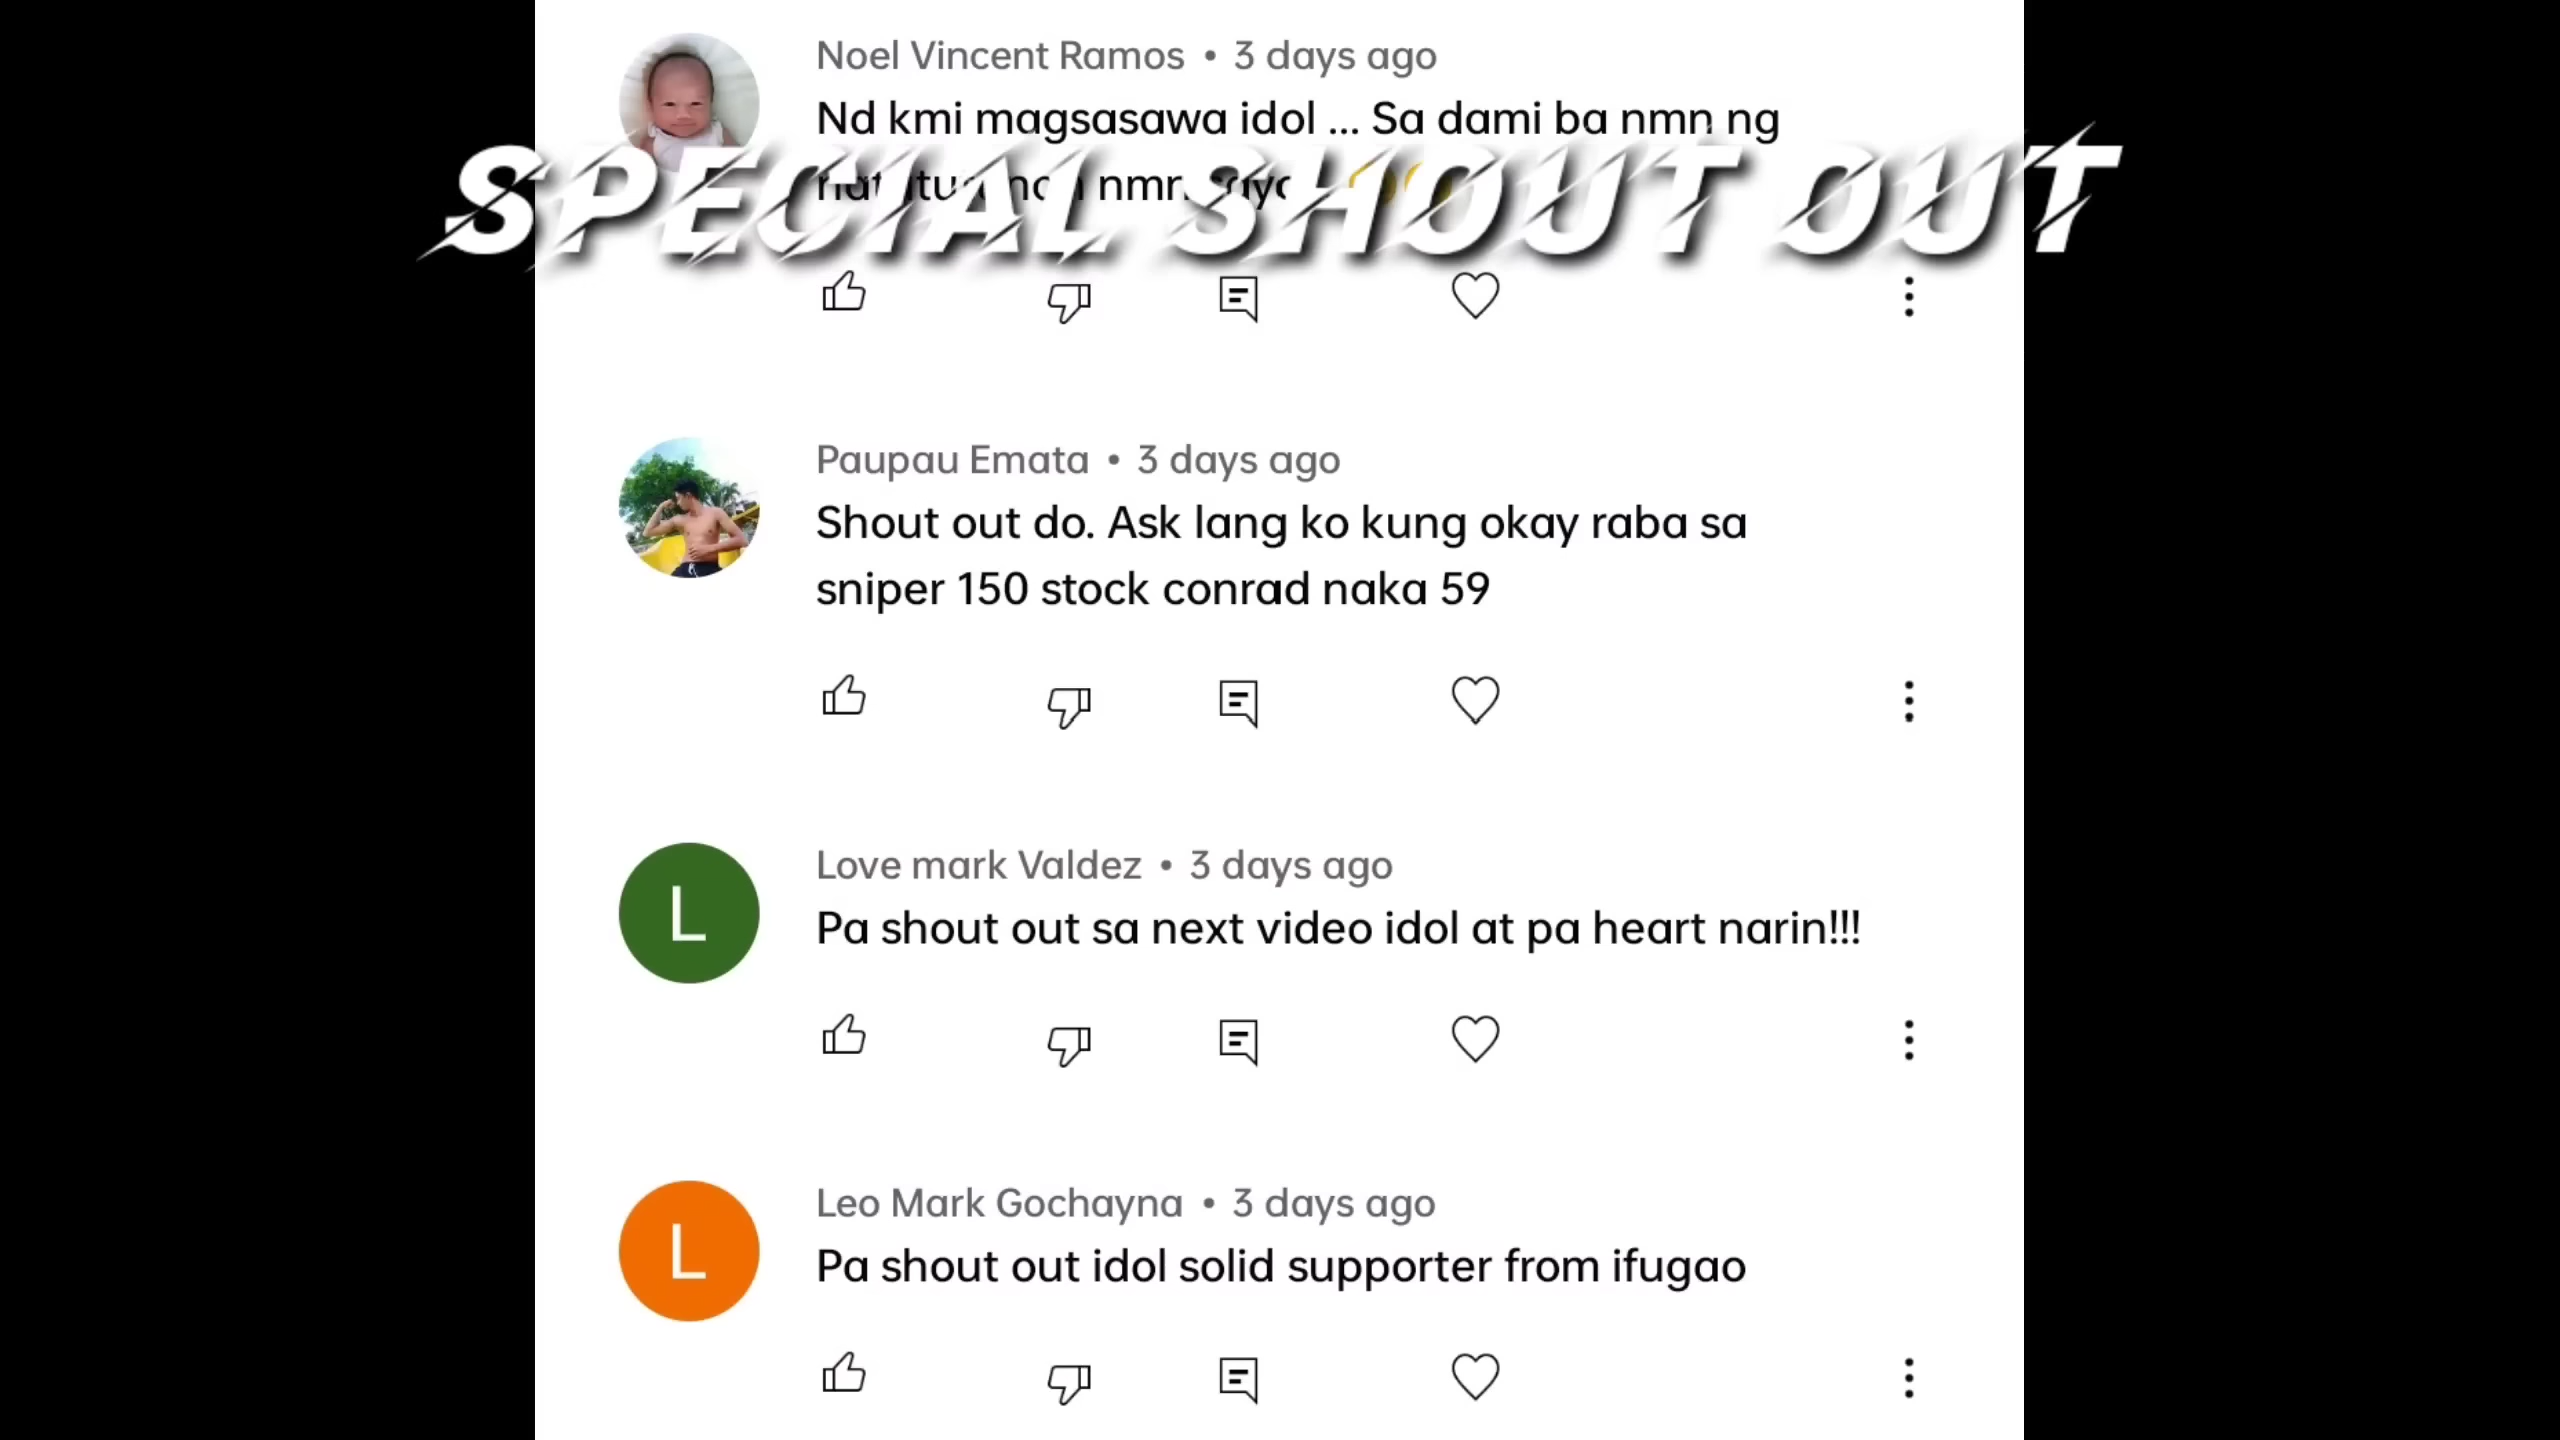 Noel Vincent Ramos • 3 days ago
Nd kmi magsasawa idol ... Sa dami ba nmn ng
nmn
SPECIAL SHOUT OUT
Paupau Emata • 3 days ago
Shout out do. Ask lang ko kung okay raba sa
sniper 150 stock conrad naka 59
L
Love mark Valdez • 3 days ago
Pa shout out sa next video idol at pa heart narin!!!
L
Leo Mark Gochayna • 3 days ago
Pa shout out idol solid supporter from ifugao